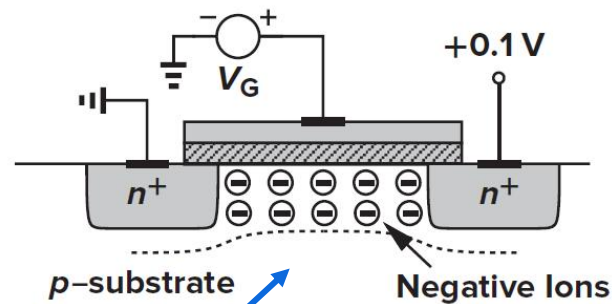 − +
+0.1 V
V_G
n+ n+
p−substrate Negative Ions